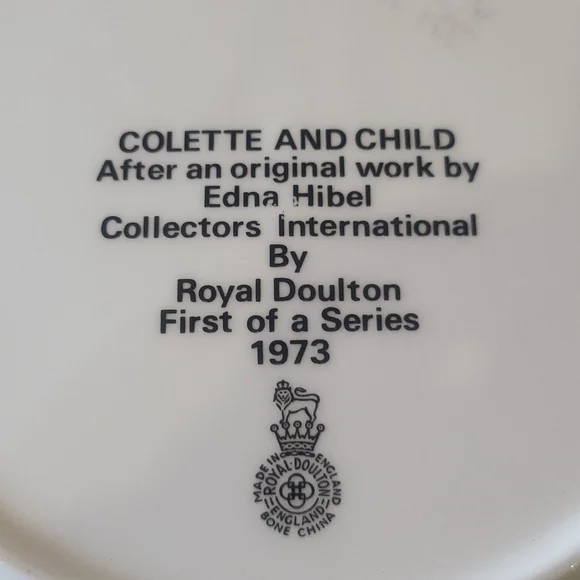 COLETTE AND CHILD
After an original work by
Edna Hibel
Collectors International
By
Royal Doulton
First of a Series
1973
MADE IN ENGLAND
ROYAL·DOULTON
ENGLAND
BONE CHINA